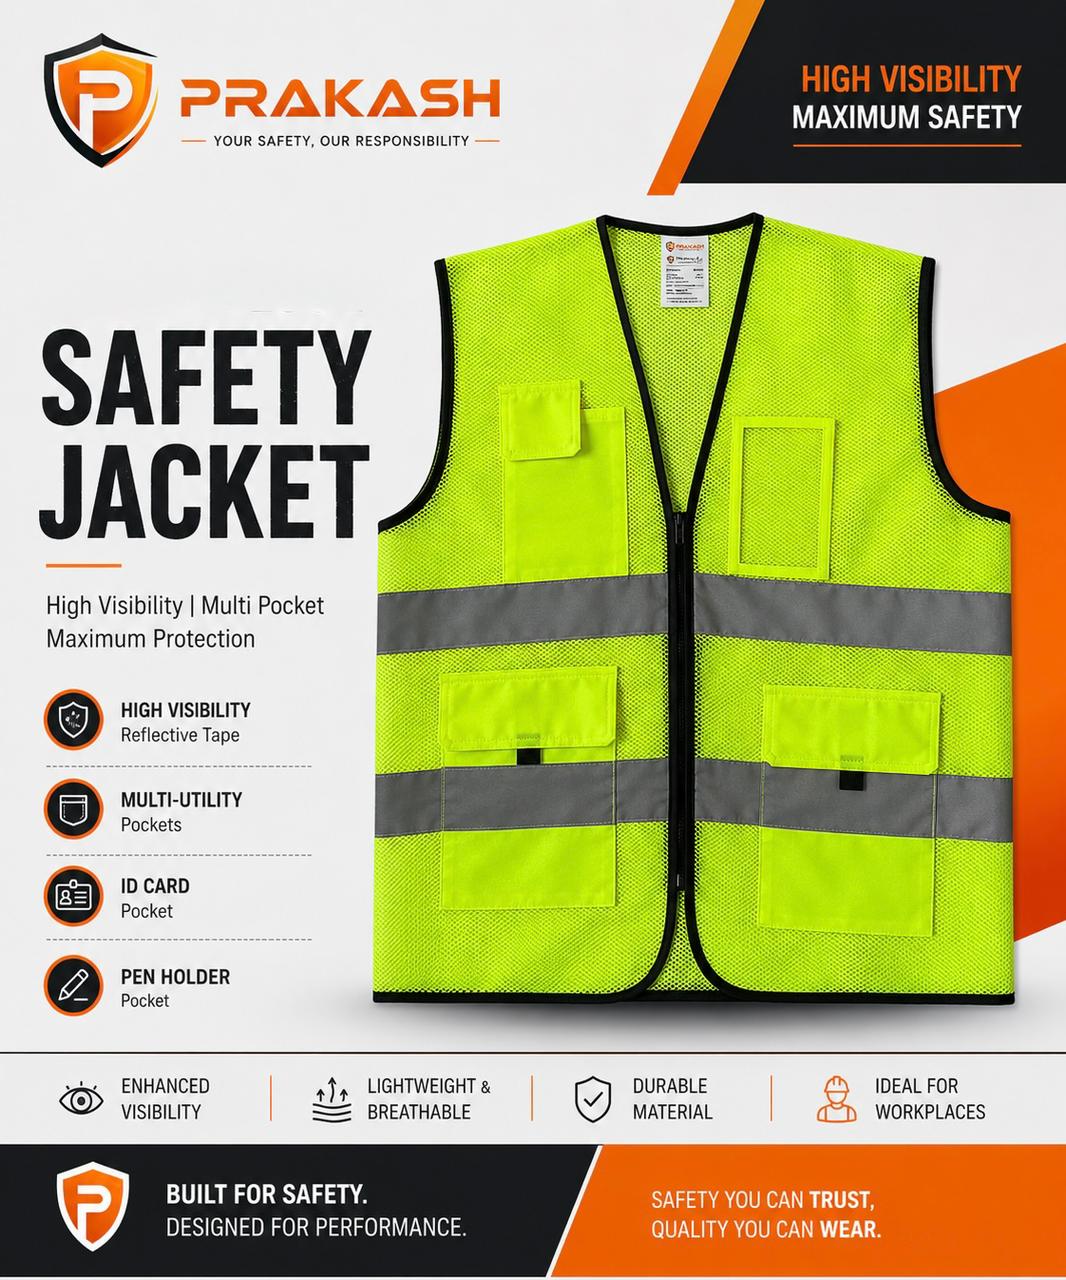 PRAKASH
YOUR SAFETY, OUR RESPONSIBILITY
HIGH VISIBILITY
MAXIMUM SAFETY
PRAKASH
SAFETY
JACKET
High Visibility | Multi Pocket
Maximum Protection
HIGH VISIBILITY
Reflective Tape
MULTI-UTILITY
Pockets
ID CARD
Pocket
PEN HOLDER
Pocket
ENHANCED
VISIBILITY
LIGHTWEIGHT &
BREATHABLE
DURABLE
MATERIAL
IDEAL FOR
WORKPLACES
BUILT FOR SAFETY.
DESIGNED FOR PERFORMANCE.
SAFETY YOU CAN TRUST,
QUALITY YOU CAN WEAR.